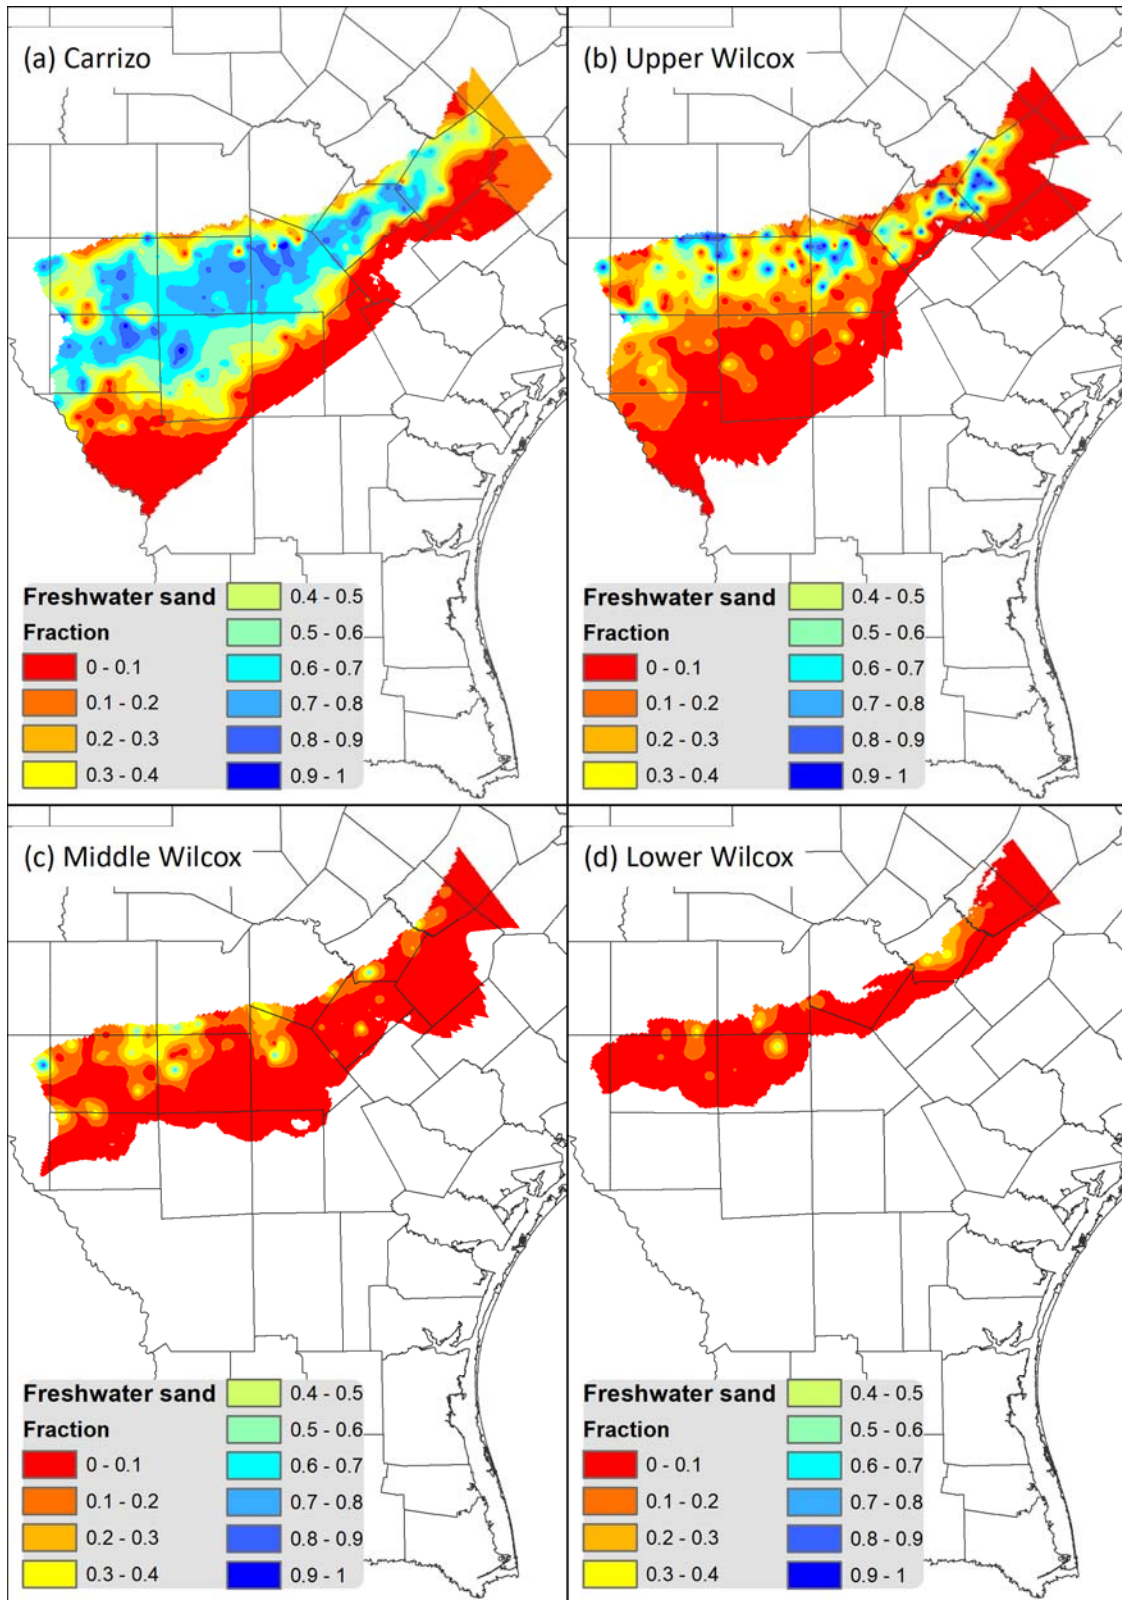 (a) Carrizo
Freshwater sand
Fraction
0 - 0.1
0.1 - 0.2
0.2 - 0.3
0.3 - 0.4
0.4 - 0.5
0.5 - 0.6
0.6 - 0.7
0.7 - 0.8
0.8 - 0.9
0.9 - 1
(b) Upper Wilcox
Freshwater sand
Fraction
0 - 0.1
0.1 - 0.2
0.2 - 0.3
0.3 - 0.4
0.4 - 0.5
0.5 - 0.6
0.6 - 0.7
0.7 - 0.8
0.8 - 0.9
0.9 - 1
(c) Middle Wilcox
Freshwater sand
Fraction
0 - 0.1
0.1 - 0.2
0.2 - 0.3
0.3 - 0.4
0.4 - 0.5
0.5 - 0.6
0.6 - 0.7
0.7 - 0.8
0.8 - 0.9
0.9 - 1
(d) Lower Wilcox
Freshwater sand
Fraction
0 - 0.1
0.1 - 0.2
0.2 - 0.3
0.3 - 0.4
0.4 - 0.5
0.5 - 0.6
0.6 - 0.7
0.7 - 0.8
0.8 - 0.9
0.9 - 1